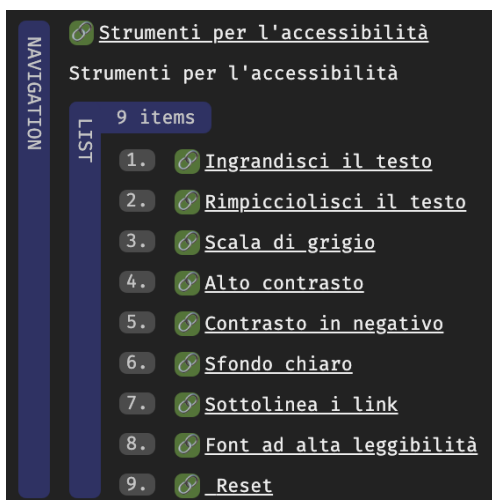 NAVIGATION
Strumenti per l'accessibilità
Strumenti per l'accessibilità
LIST
9 items
1. Ingrandisci il testo
2. Rimpicciolisci il testo
3. Scala di grigio
4. Alto contrasto
5. Contrasto in negativo
6. Sfondo chiaro
7. Sottolinea i link
8. Font ad alta leggibilità
9. Reset